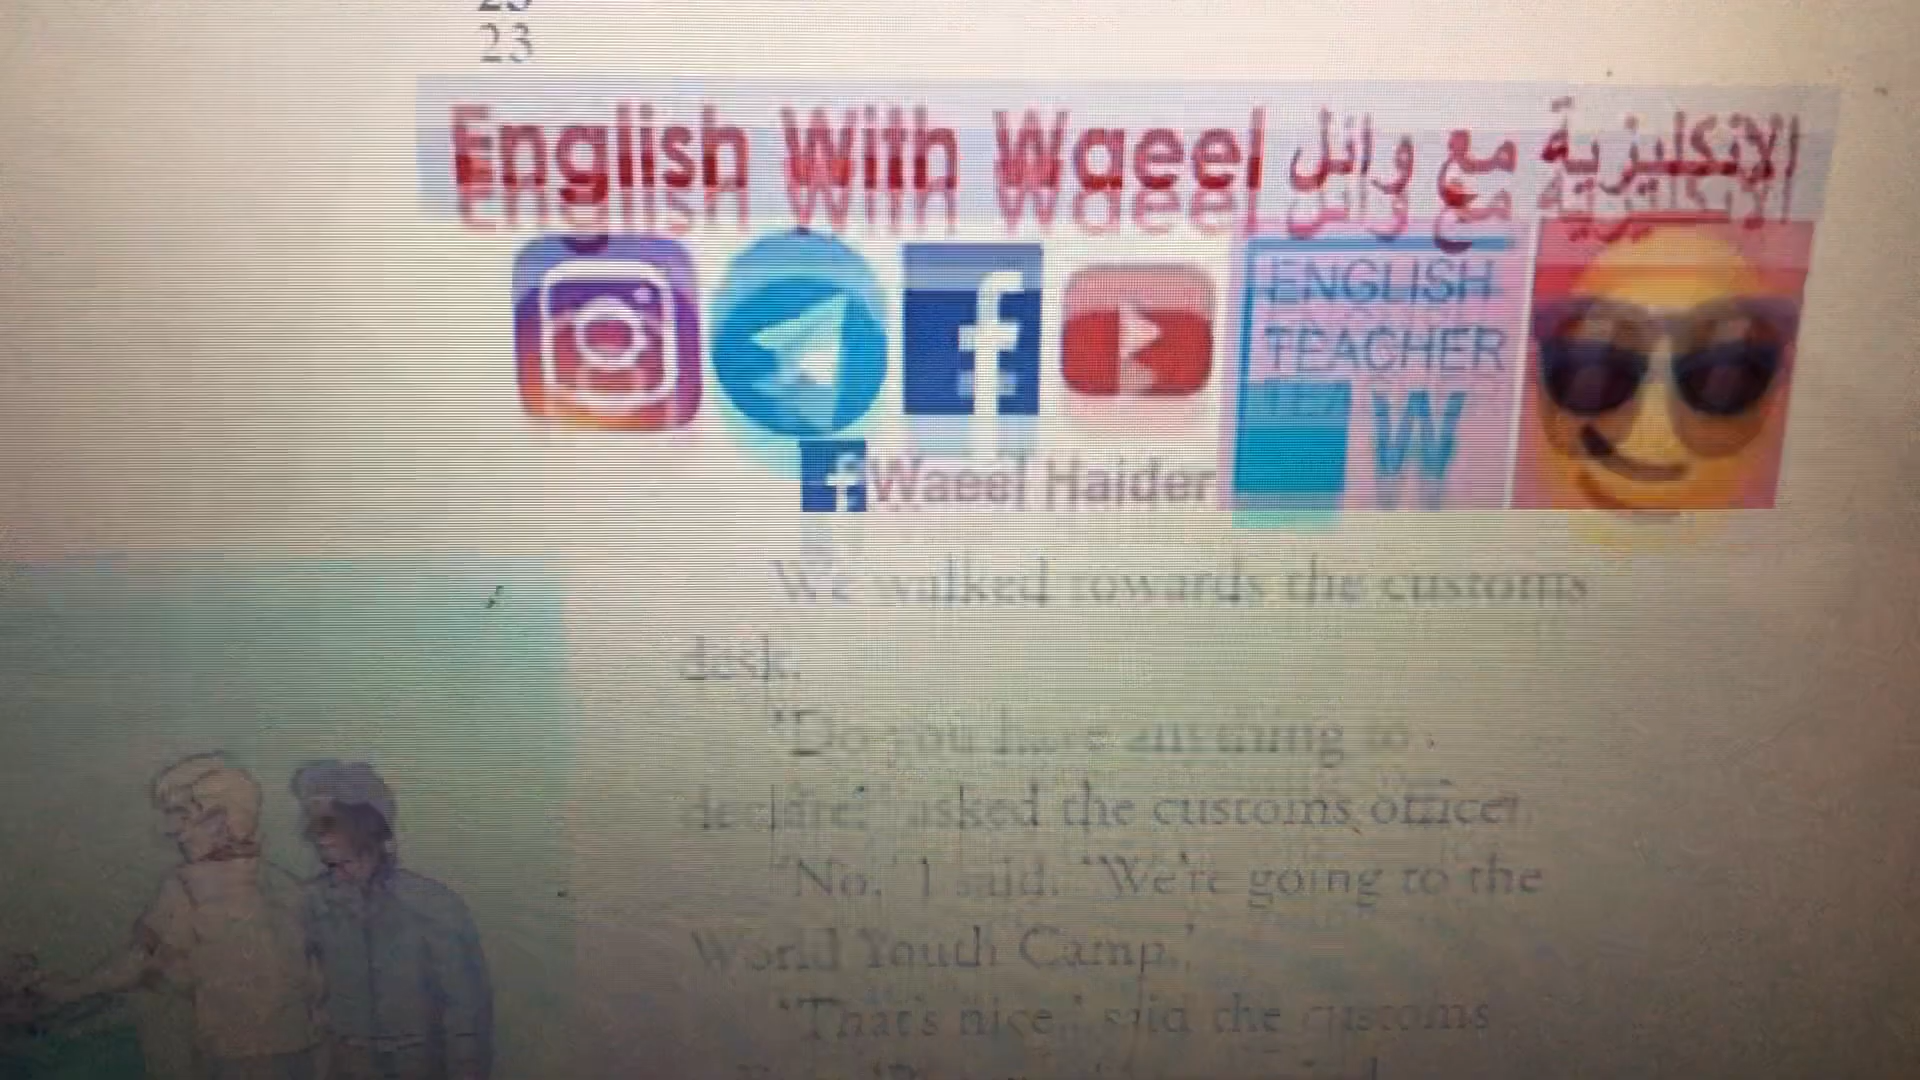 23
English With Waeel الإنكليزية مع وائل
ENGLISH
TEACHER
W
Waeel Haider
We walked towards the customs
desk.
'Do you have anything to
declare?' asked the customs officer.
'No,' I said. 'We're going to the
World Youth Camp.'
'That's nice,' said the customs